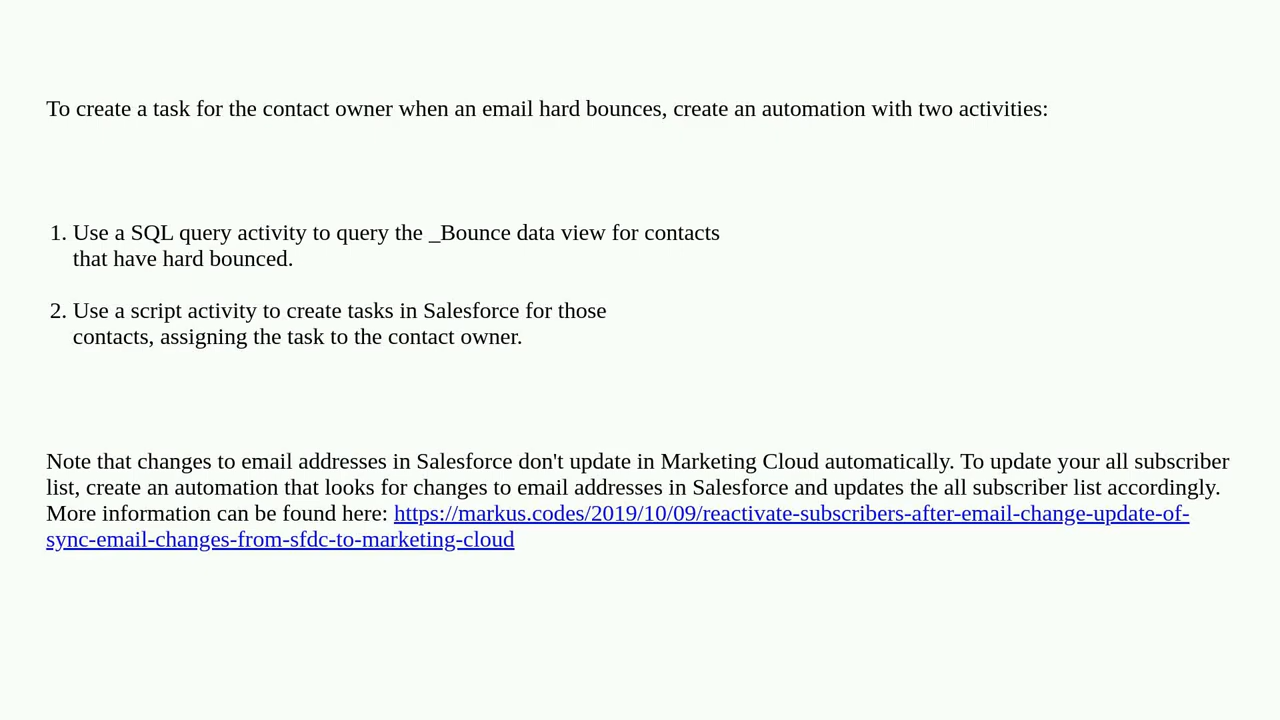 To create a task for the contact owner when an email hard bounces, create an automation with two activities:
1. Use a SQL query activity to query the _Bounce data view for contacts
that have hard bounced.
2. Use a script activity to create tasks in Salesforce for those
contacts, assigning the task to the contact owner.
Note that changes to email addresses in Salesforce don't update in Marketing Cloud automatically. To update your all subscriber
list, create an automation that looks for changes to email addresses in Salesforce and updates the all subscriber list accordingly.
More information can be found here: https://markus.codes/2019/10/09/reactivate-subscribers-after-email-change-update-of-
sync-email-changes-from-sfdc-to-marketing-cloud